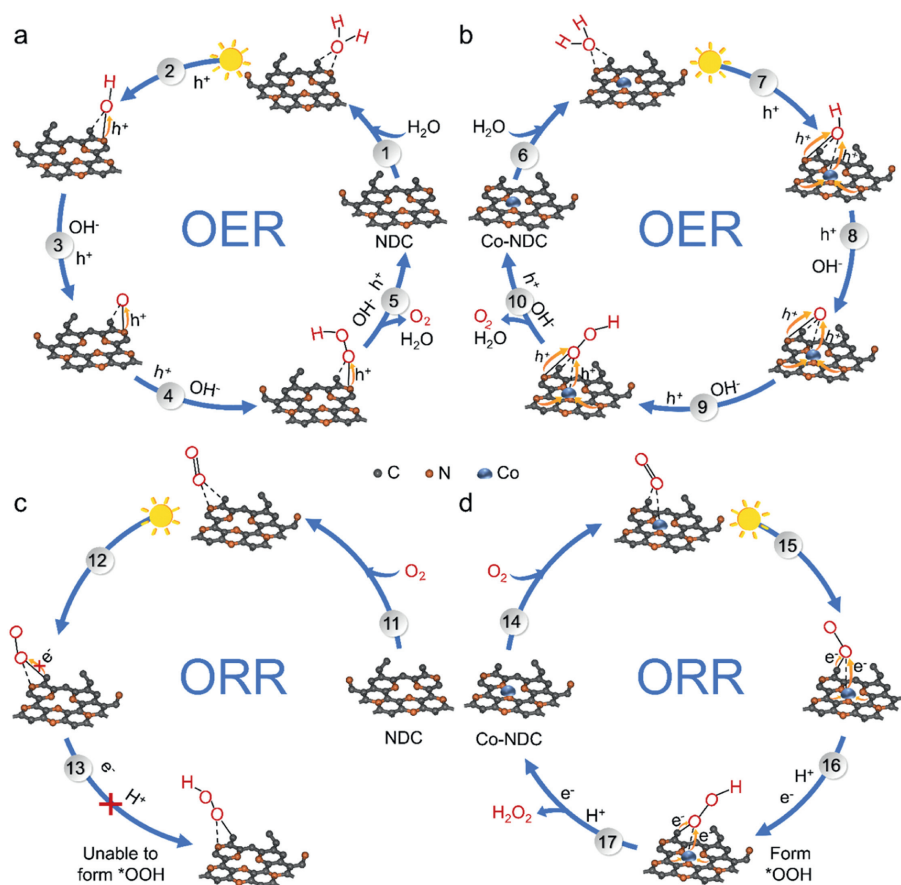 a
H
H
O
2
h⁺
H
O
h⁺
H₂O
1
NDC
OER
3
OH⁻
h⁺
O
h⁺
4
h⁺
OH⁻
H
O
O
h⁺
5
OH⁻ h⁺
O₂
H₂O
b
H
H
O
7
h⁺
H₂O
6
Co-NDC
OER
H
O
h⁺
h⁺
8
h⁺
OH⁻
O
h⁺
h⁺
9
h⁺
OH⁻
O
O
H
h⁺
h⁺
10
h⁺
OH⁻
O₂
H₂O
C
N
Co
c
O
O
12
O₂
11
NDC
ORR
O
O
e⁻
13
e⁻
H⁺
Unable to
form *OOH
H
O
O
d
O
O
15
O₂
14
Co-NDC
ORR
O
O
e⁻
e⁻
16
H⁺
e⁻
Form
*OOH
O
O
H
e⁻
e
17
H⁺
e⁻
H₂O₂